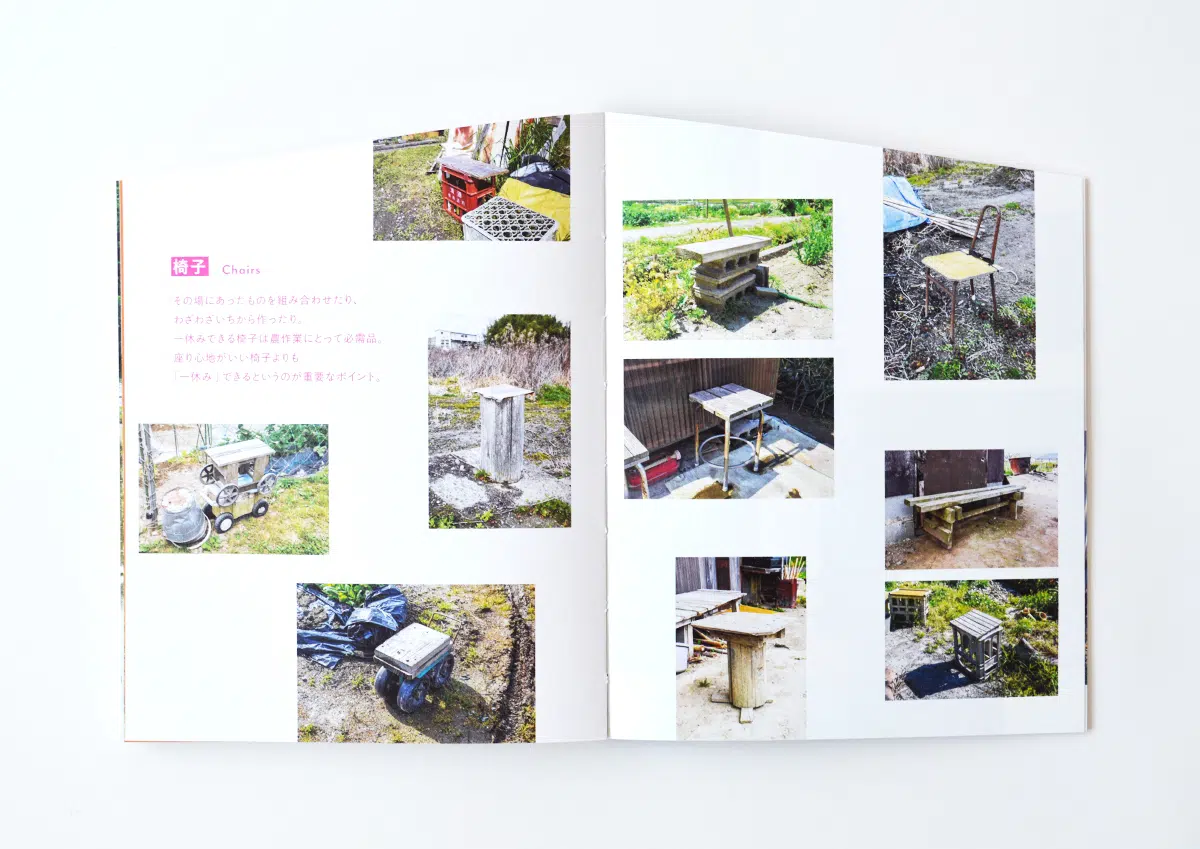 椅子 Chairs
その場にあったものを組み合わせたり、
わざわざいちから作ったり。
一休みできる椅子は農作業にとって必需品。
座り心地がいい椅子よりも
「一休み」できるというのが重要なポイント。